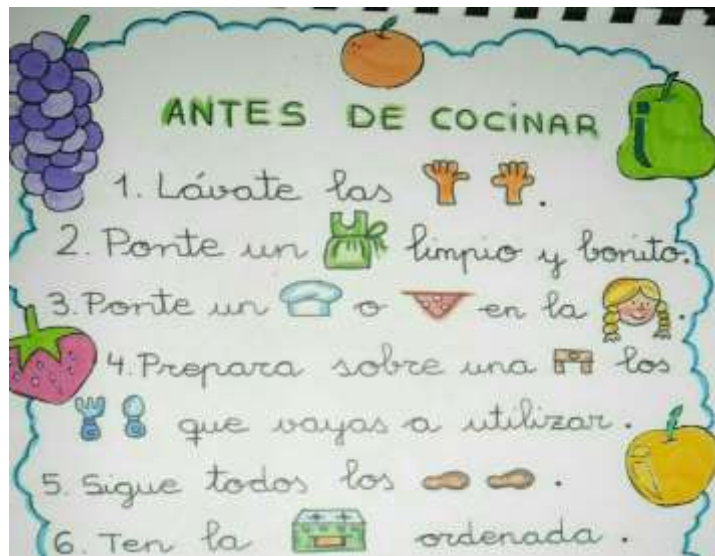 ANTES DE COCINAR
1. Lávate las .
2. Ponte un limpio y bonito.
3. Ponte un o en la .
4. Prepara sobre una los
que vayas a utilizar.
5. Sigue todos los .
6. Ten la ordenada.